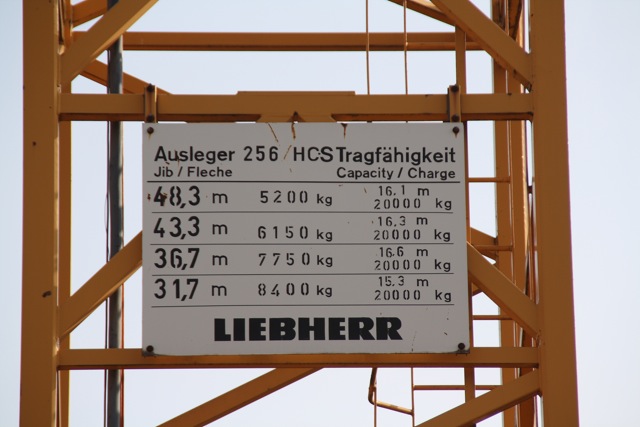 Ausleger 256 HCS Tragfähigkeit
Jib / Fleche Capacity / Charge
48,3 m 5200 kg 16,1 m 20000 kg
43,3 m 6150 kg 16,3 m 20000 kg
36,7 m 7750 kg 16,6 m 20000 kg
31,7 m 8400 kg 15,3 m 20000 kg
LIEBHERR